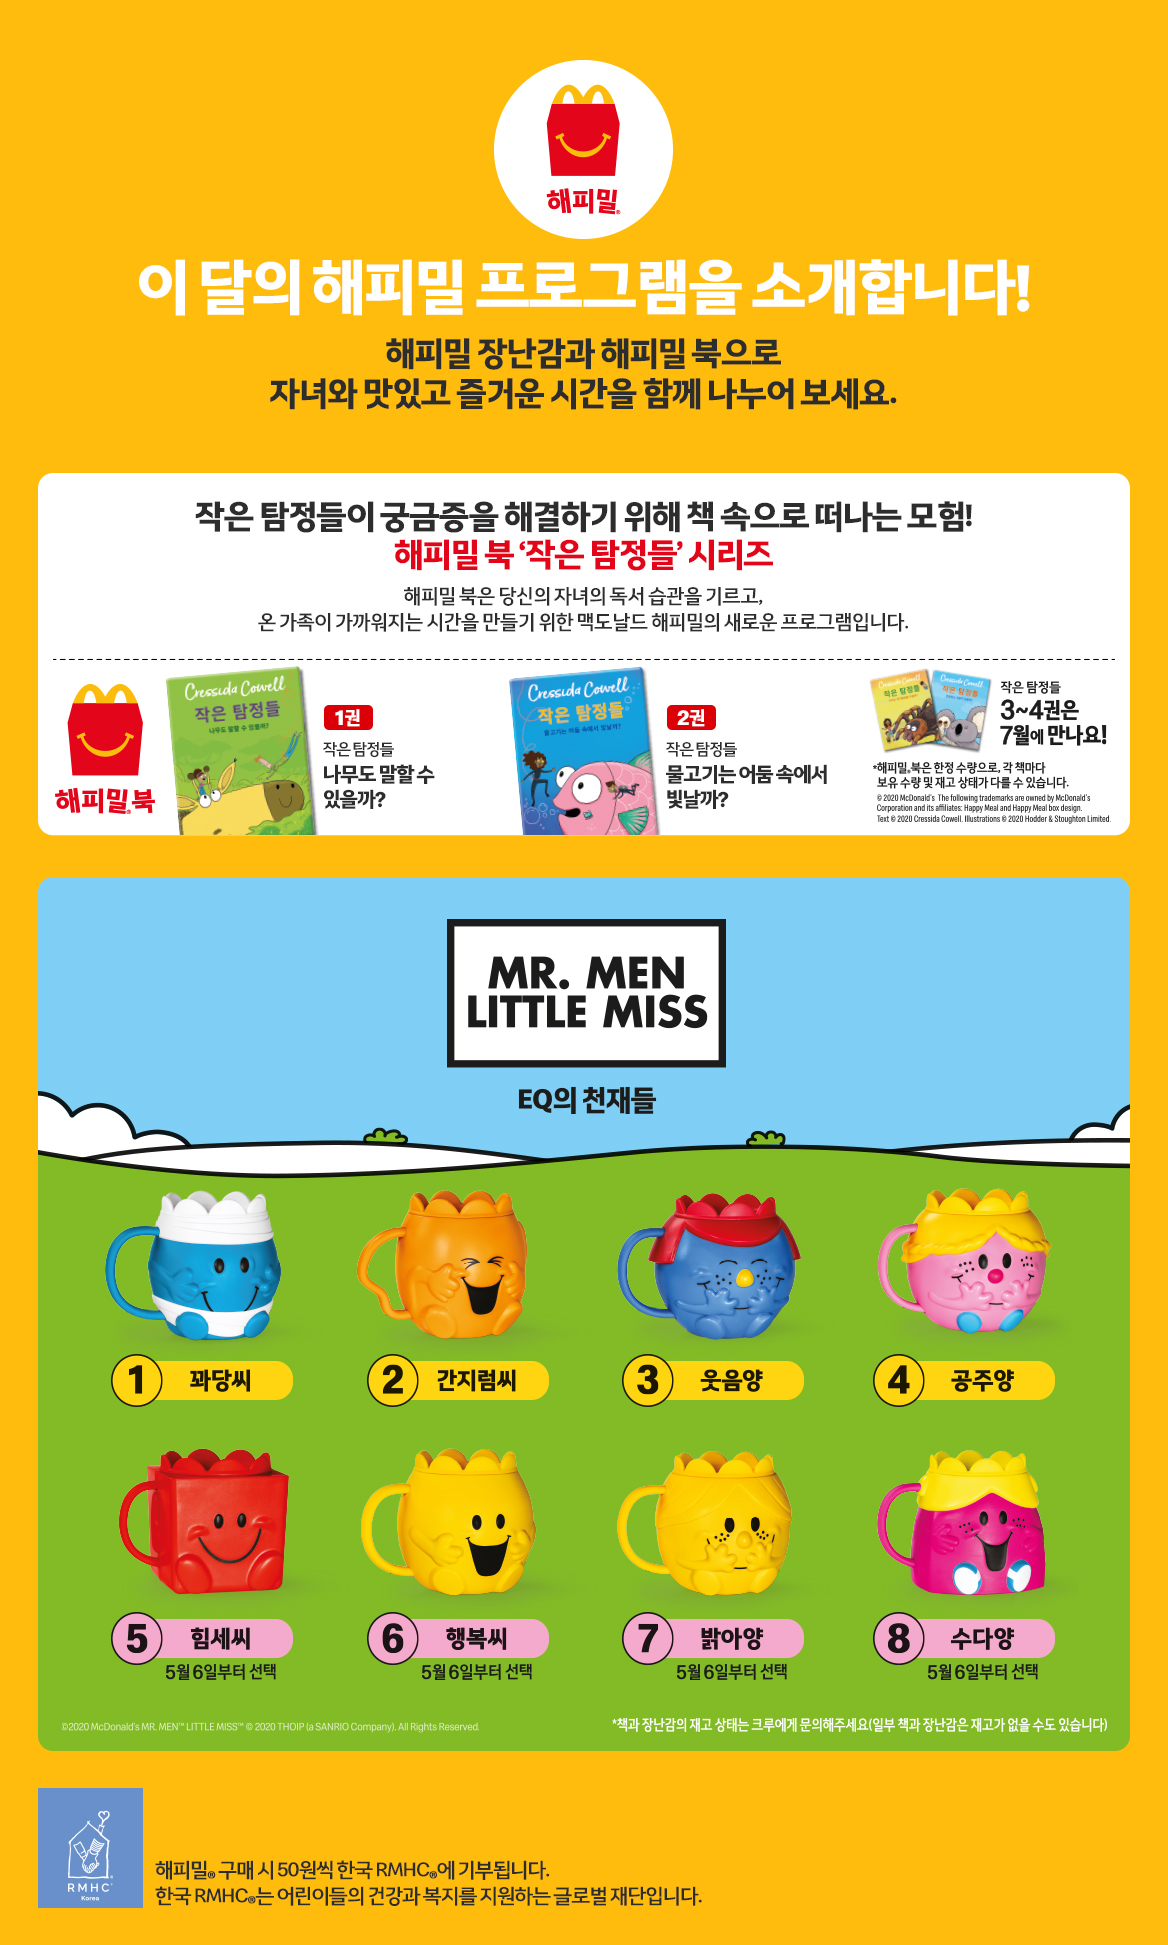 해피밀®
이 달의 해피밀 프로그램을 소개합니다!
해피밀 장난감과 해피밀 북으로
자녀와 맛있고 즐거운 시간을 함께 나누어 보세요.
작은 탐정들이 궁금증을 해결하기 위해 책 속으로 떠나는 모험!
해피밀 북 ‘작은 탐정들’ 시리즈
해피밀 북은 당신의 자녀의 독서 습관을 기르고,
온 가족이 가까워지는 시간을 만들기 위한 맥도날드 해피밀의 새로운 프로그램입니다.
해피밀®북
Cressida Cowell
작은 탐정들
나무도 말할 수 있을까?
1권
작은 탐정들
나무도 말할 수
있을까?
Cressida Cowell
작은 탐정들
물고기는 어둠 속에서 빛날까?
2권
작은 탐정들
물고기는 어둠 속에서
빛날까?
Cressida Cowell
작은 탐정들
Cressida Cowell
작은 탐정들
작은 탐정들
3~4권은
7월에 만나요!
*해피밀®북은 한정 수량으로, 각 책마다
보유 수량 및 재고 상태가 다를 수 있습니다.
© 2020 McDonald's The following trademarks are owned by McDonald's
Corporation and its affiliates: Happy Meal and Happy Meal box design.
Text © 2020 Cressida Cowell. Illustrations © 2020 Hodder & Stoughton Limited.
MR. MEN
LITTLE MISS
EQ의 천재들
1 꽈당씨
2 간지럼씨
3 웃음양
4 공주양
5 힘세씨
5월 6일부터 선택
6 행복씨
5월 6일부터 선택
7 밝아양
5월 6일부터 선택
8 수다양
5월 6일부터 선택
©2020 McDonald's MR. MEN™ LITTLE MISS™ © 2020 THOIP (a SANRIO Company). All Rights Reserved.
*책과 장난감의 재고 상태는 크루에게 문의해주세요(일부 책과 장난감은 재고가 없을 수도 있습니다)
RMHC
Korea
해피밀® 구매 시 50원씩 한국 RMHC®에 기부됩니다.
한국 RMHC®는 어린이들의 건강과 복지를 지원하는 글로벌 재단입니다.